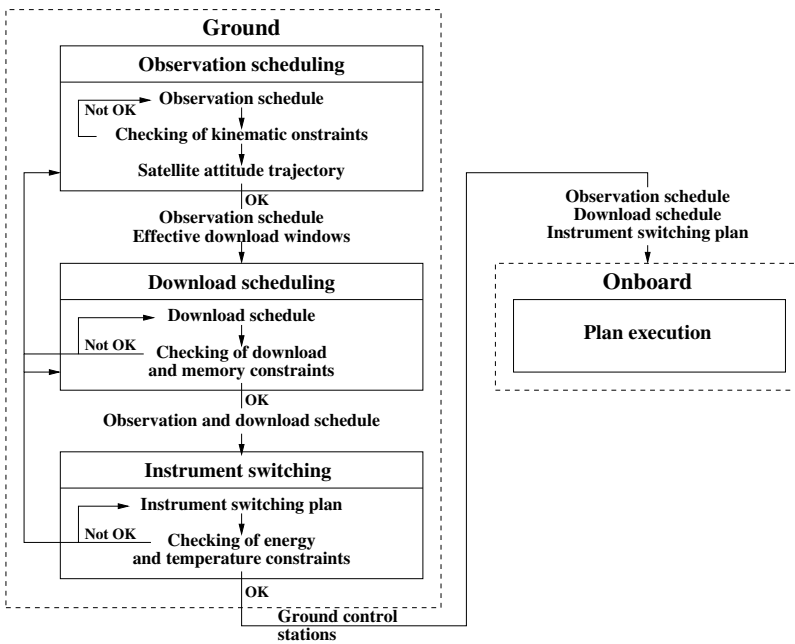 Ground
Observation scheduling
Observation schedule
Not OK
Checking of kinematic onstraints
Satellite attitude trajectory
OK
Observation schedule
Effective download windows
Download scheduling
Download schedule
Not OK
Checking of download
and memory constraints
OK
Observation and download schedule
Instrument switching
Instrument switching plan
Not OK
Checking of energy
and temperature constraints
OK
Ground control
stations
Observation schedule
Download schedule
Instrument switching plan
Onboard
Plan execution